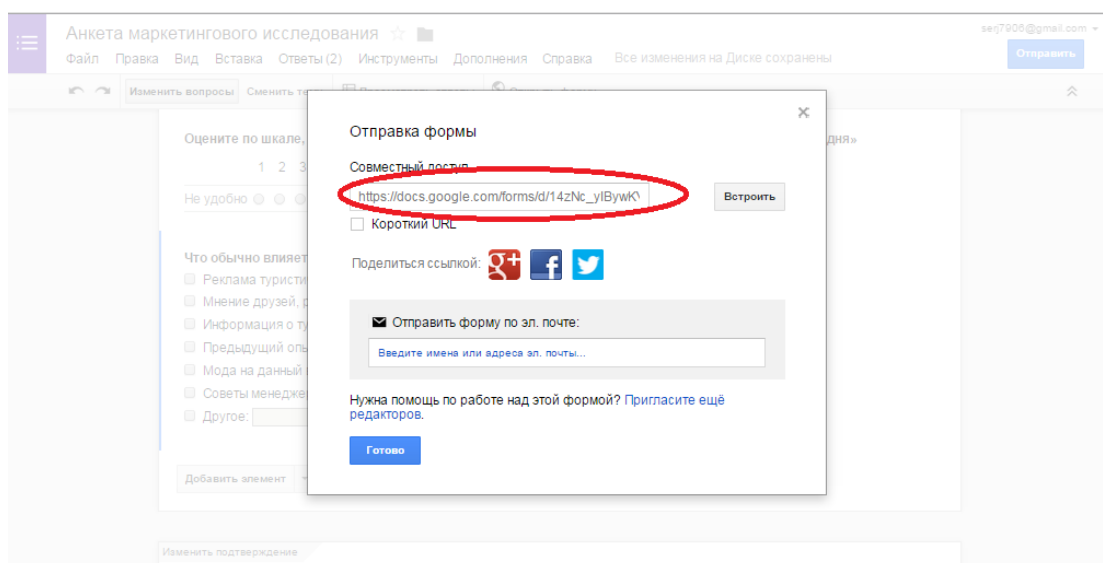 Анкета маркетингового исследования
serj7906@gmail.com
Файл Правка Вид Вставка Ответы (2) Инструменты Дополнения Справка Все изменения на Диске сохранены
Отправить
Изменить вопросы Сменить
Оцените по шкале,
дня»
1 2 3
Не удобно
Что обычно влияет
Реклама туристи
Мнение друзей,
Информация о ту
Предыдущий опы
Мода на данный
Советы менедже
Другое:
Добавить элемент
Изменить подтверждение
Отправка формы
Совместный доступ
https://docs.google.com/forms/d/14zNc_yIBywK
Встроить
Короткий URL
Поделиться ссылкой: g+ f
Отправить форму по эл. почте:
Введите имена или адреса эл. почты...
Нужна помощь по работе над этой формой? Пригласите ещё
редакторов.
Готово